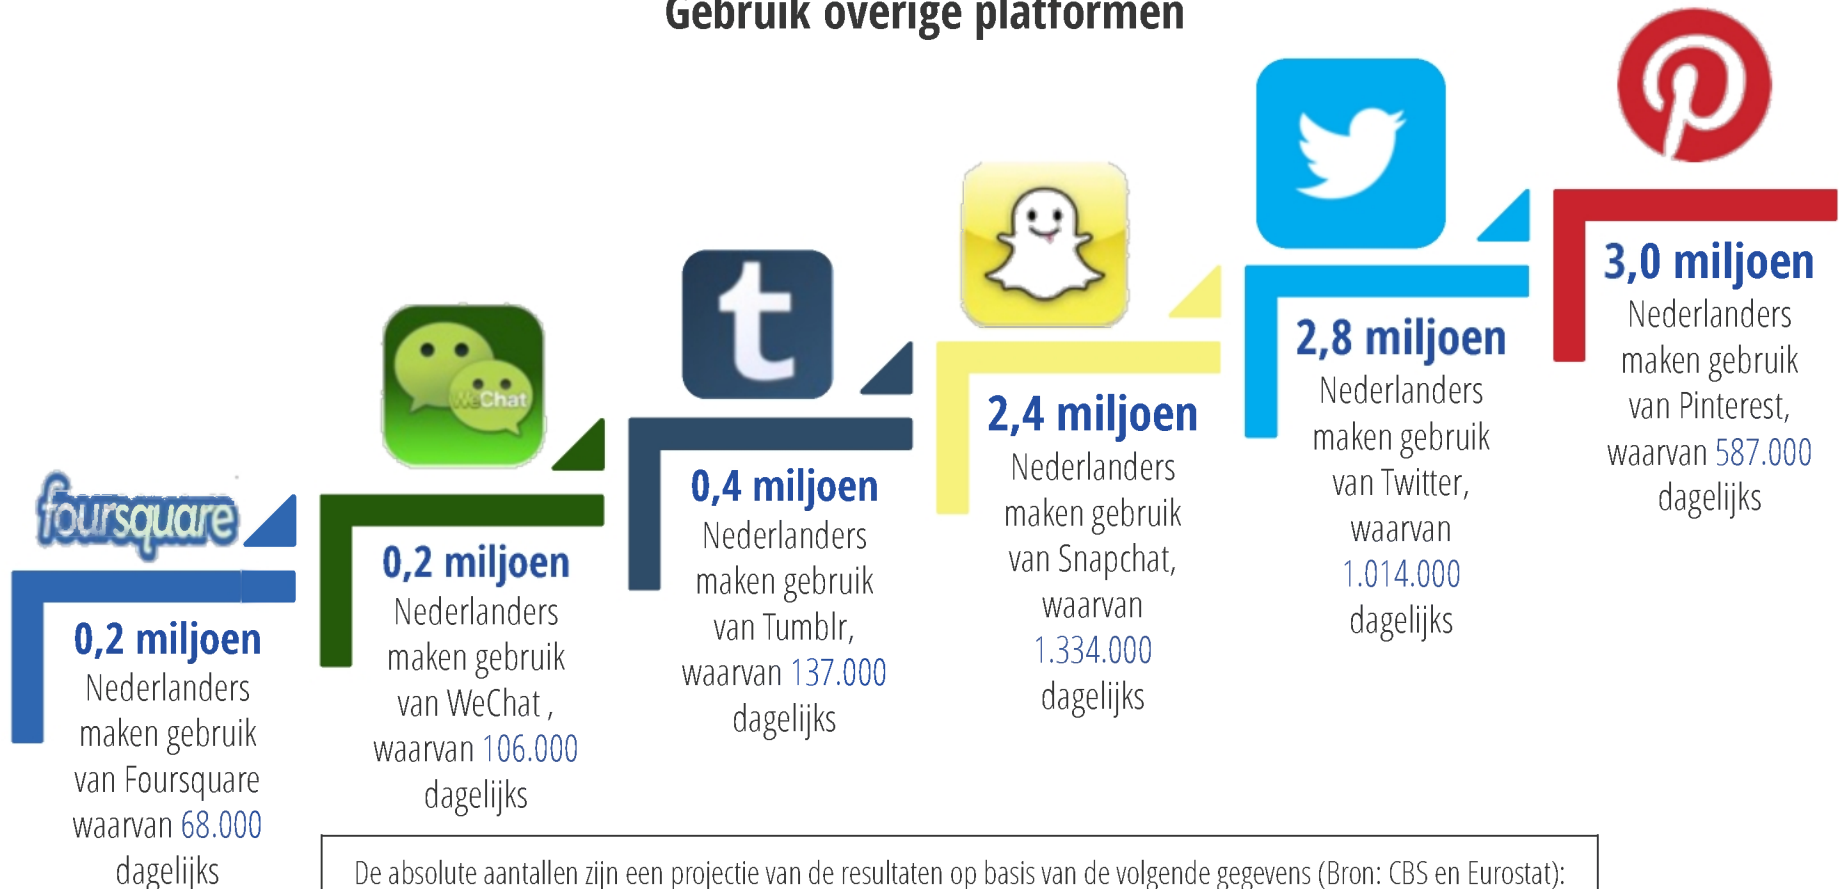 Gebruik overige platformen
foursquare
0,2 miljoen
Nederlanders
maken gebruik
van Foursquare
waarvan 68.000
dagelijks
WeChat
0,2 miljoen
Nederlanders
maken gebruik
van WeChat ,
waarvan 106.000
dagelijks
t
0,4 miljoen
Nederlanders
maken gebruik
van Tumblr,
waarvan 137.000
dagelijks
2,4 miljoen
Nederlanders
maken gebruik
van Snapchat,
waarvan
1.334.000
dagelijks
2,8 miljoen
Nederlanders
maken gebruik
van Twitter,
waarvan
1.014.000
dagelijks
3,0 miljoen
Nederlanders
maken gebruik
van Pinterest,
waarvan 587.000
dagelijks
De absolute aantallen zijn een projectie van de resultaten op basis van de volgende gegevens (Bron: CBS en Eurostat):